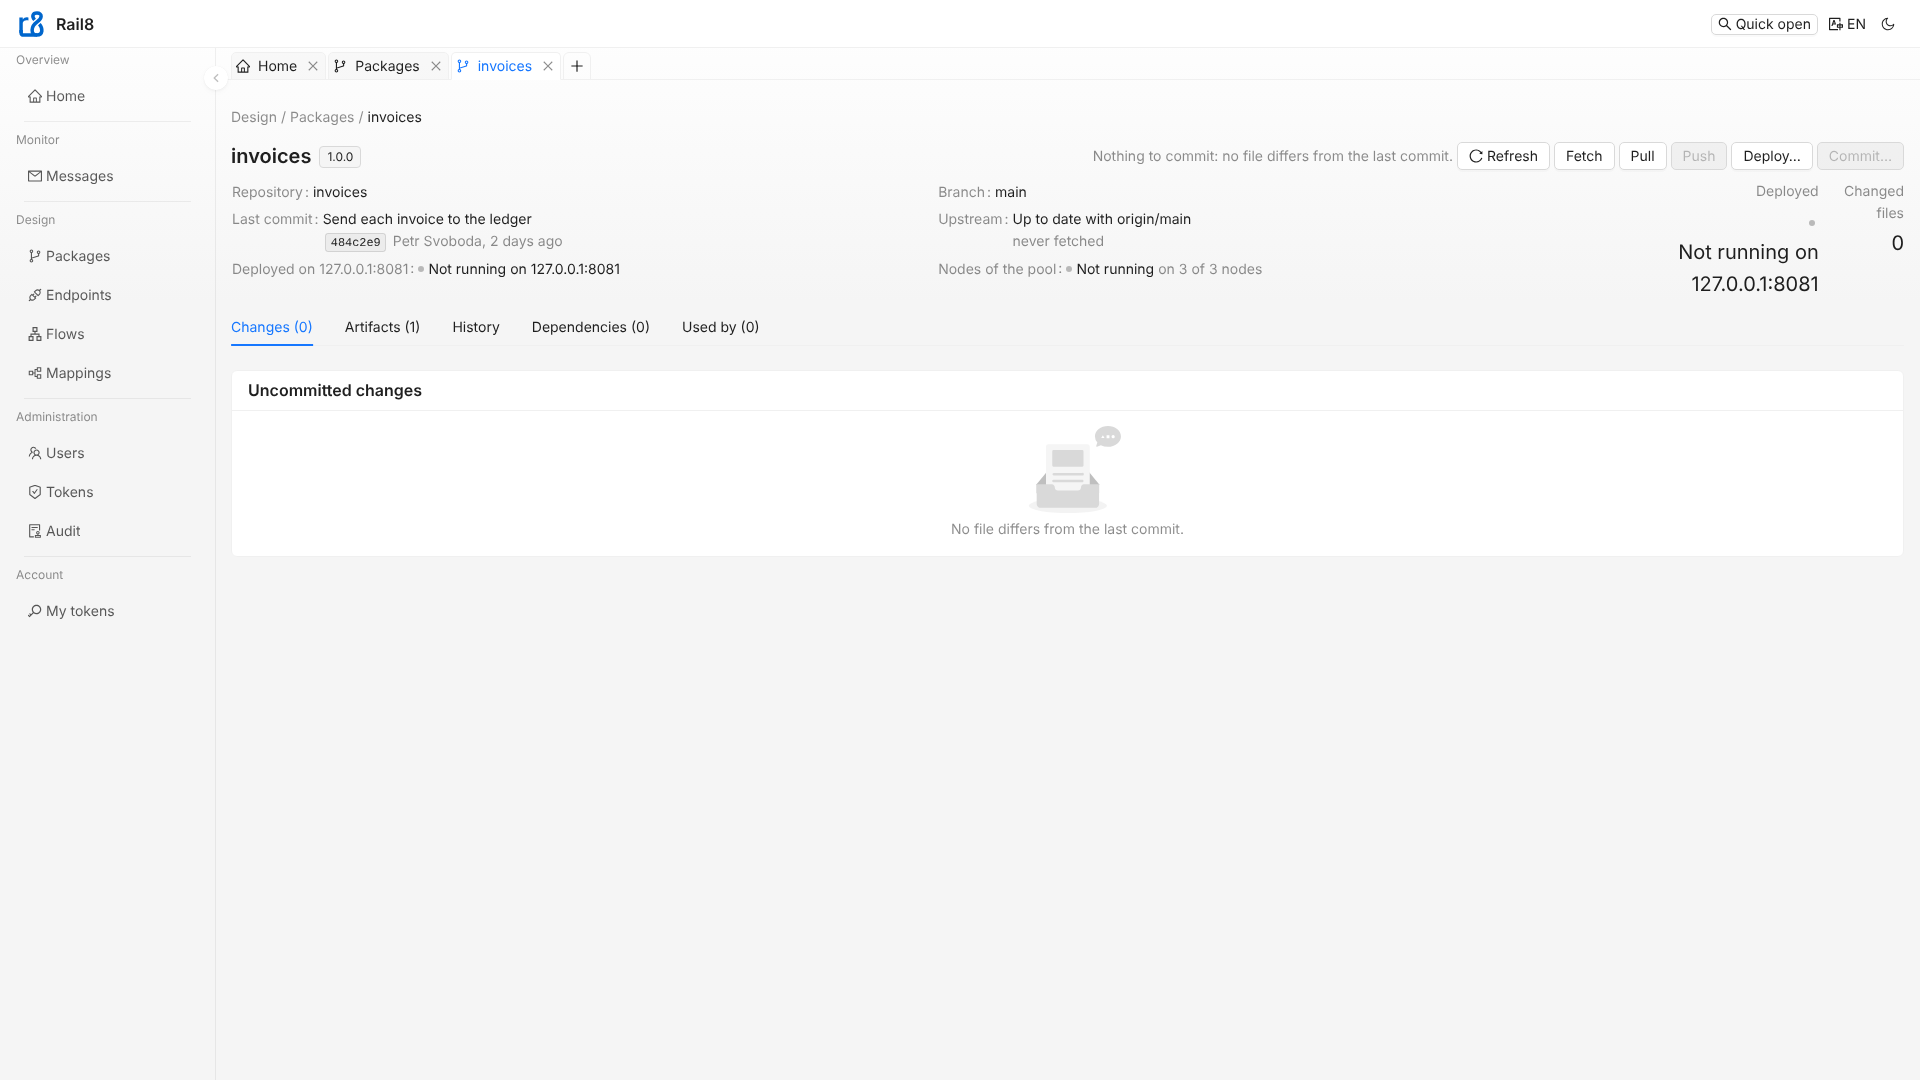 Rail8
Quick open
EN
Overview
Home
Monitor
Messages
Design
Packages
Endpoints
Flows
Mappings
Administration
Users
Tokens
Audit
Account
My tokens
Home
Packages
invoices
Design / Packages / invoices
invoices 1.0.0
Nothing to commit: no file differs from the last commit.
Refresh
Fetch
Pull
Push
Deploy...
Commit...
Repository: invoices
Branch: main
Last commit: Send each invoice to the ledger
484c2e9 Petr Svoboda, 2 days ago
Upstream: Up to date with origin/main
never fetched
Deployed on 127.0.0.1:8081: Not running on 127.0.0.1:8081
Nodes of the pool: Not running on 3 of 3 nodes
Deployed
Not running on
127.0.0.1:8081
Changed
files
0
Changes (0)
Artifacts (1)
History
Dependencies (0)
Used by (0)
Uncommitted changes
No file differs from the last commit.